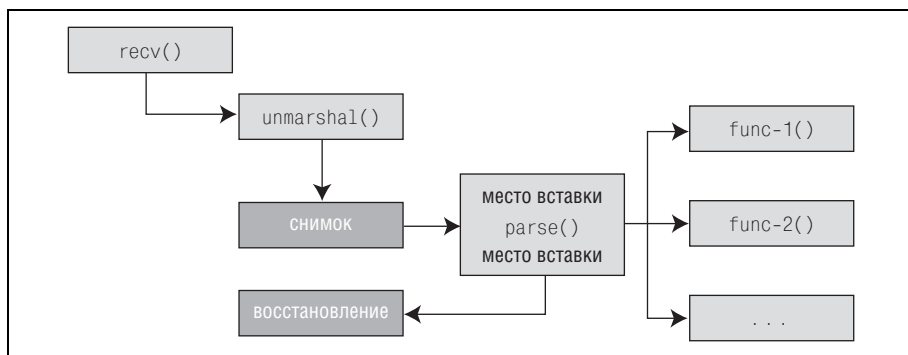 recv()
unmarshal()
снимок
восстановление
место вставки
parse()
место вставки
func-1()
func-2()
...